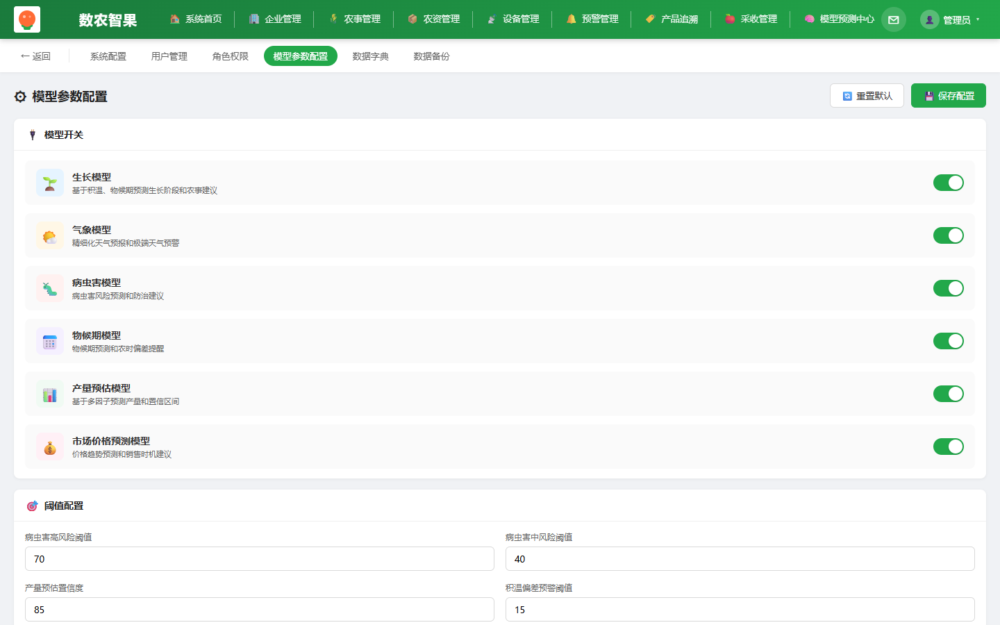 数农智果
系统首页
企业管理
农事管理
农资管理
设备管理
预警管理
产品追溯
采收管理
模型预测中心
管理员
← 返回
系统配置
用户管理
角色权限
模型参数配置
数据字典
数据备份
模型参数配置
重置默认
保存配置
模型开关
生长模型
基于积温、物候期预测生长阶段和农事建议
气象模型
精细化天气预报和极端天气预警
病虫害模型
病虫害风险预测和防治建议
物候期模型
物候期预测和农时偏差提醒
产量预估模型
基于多因子预测产量和置信区间
市场价格预测模型
价格趋势预测和销售时机建议
阈值配置
病虫害高风险阈值
病虫害中风险阈值
70
40
产量预估置信度
积温偏差预警阈值
85
15